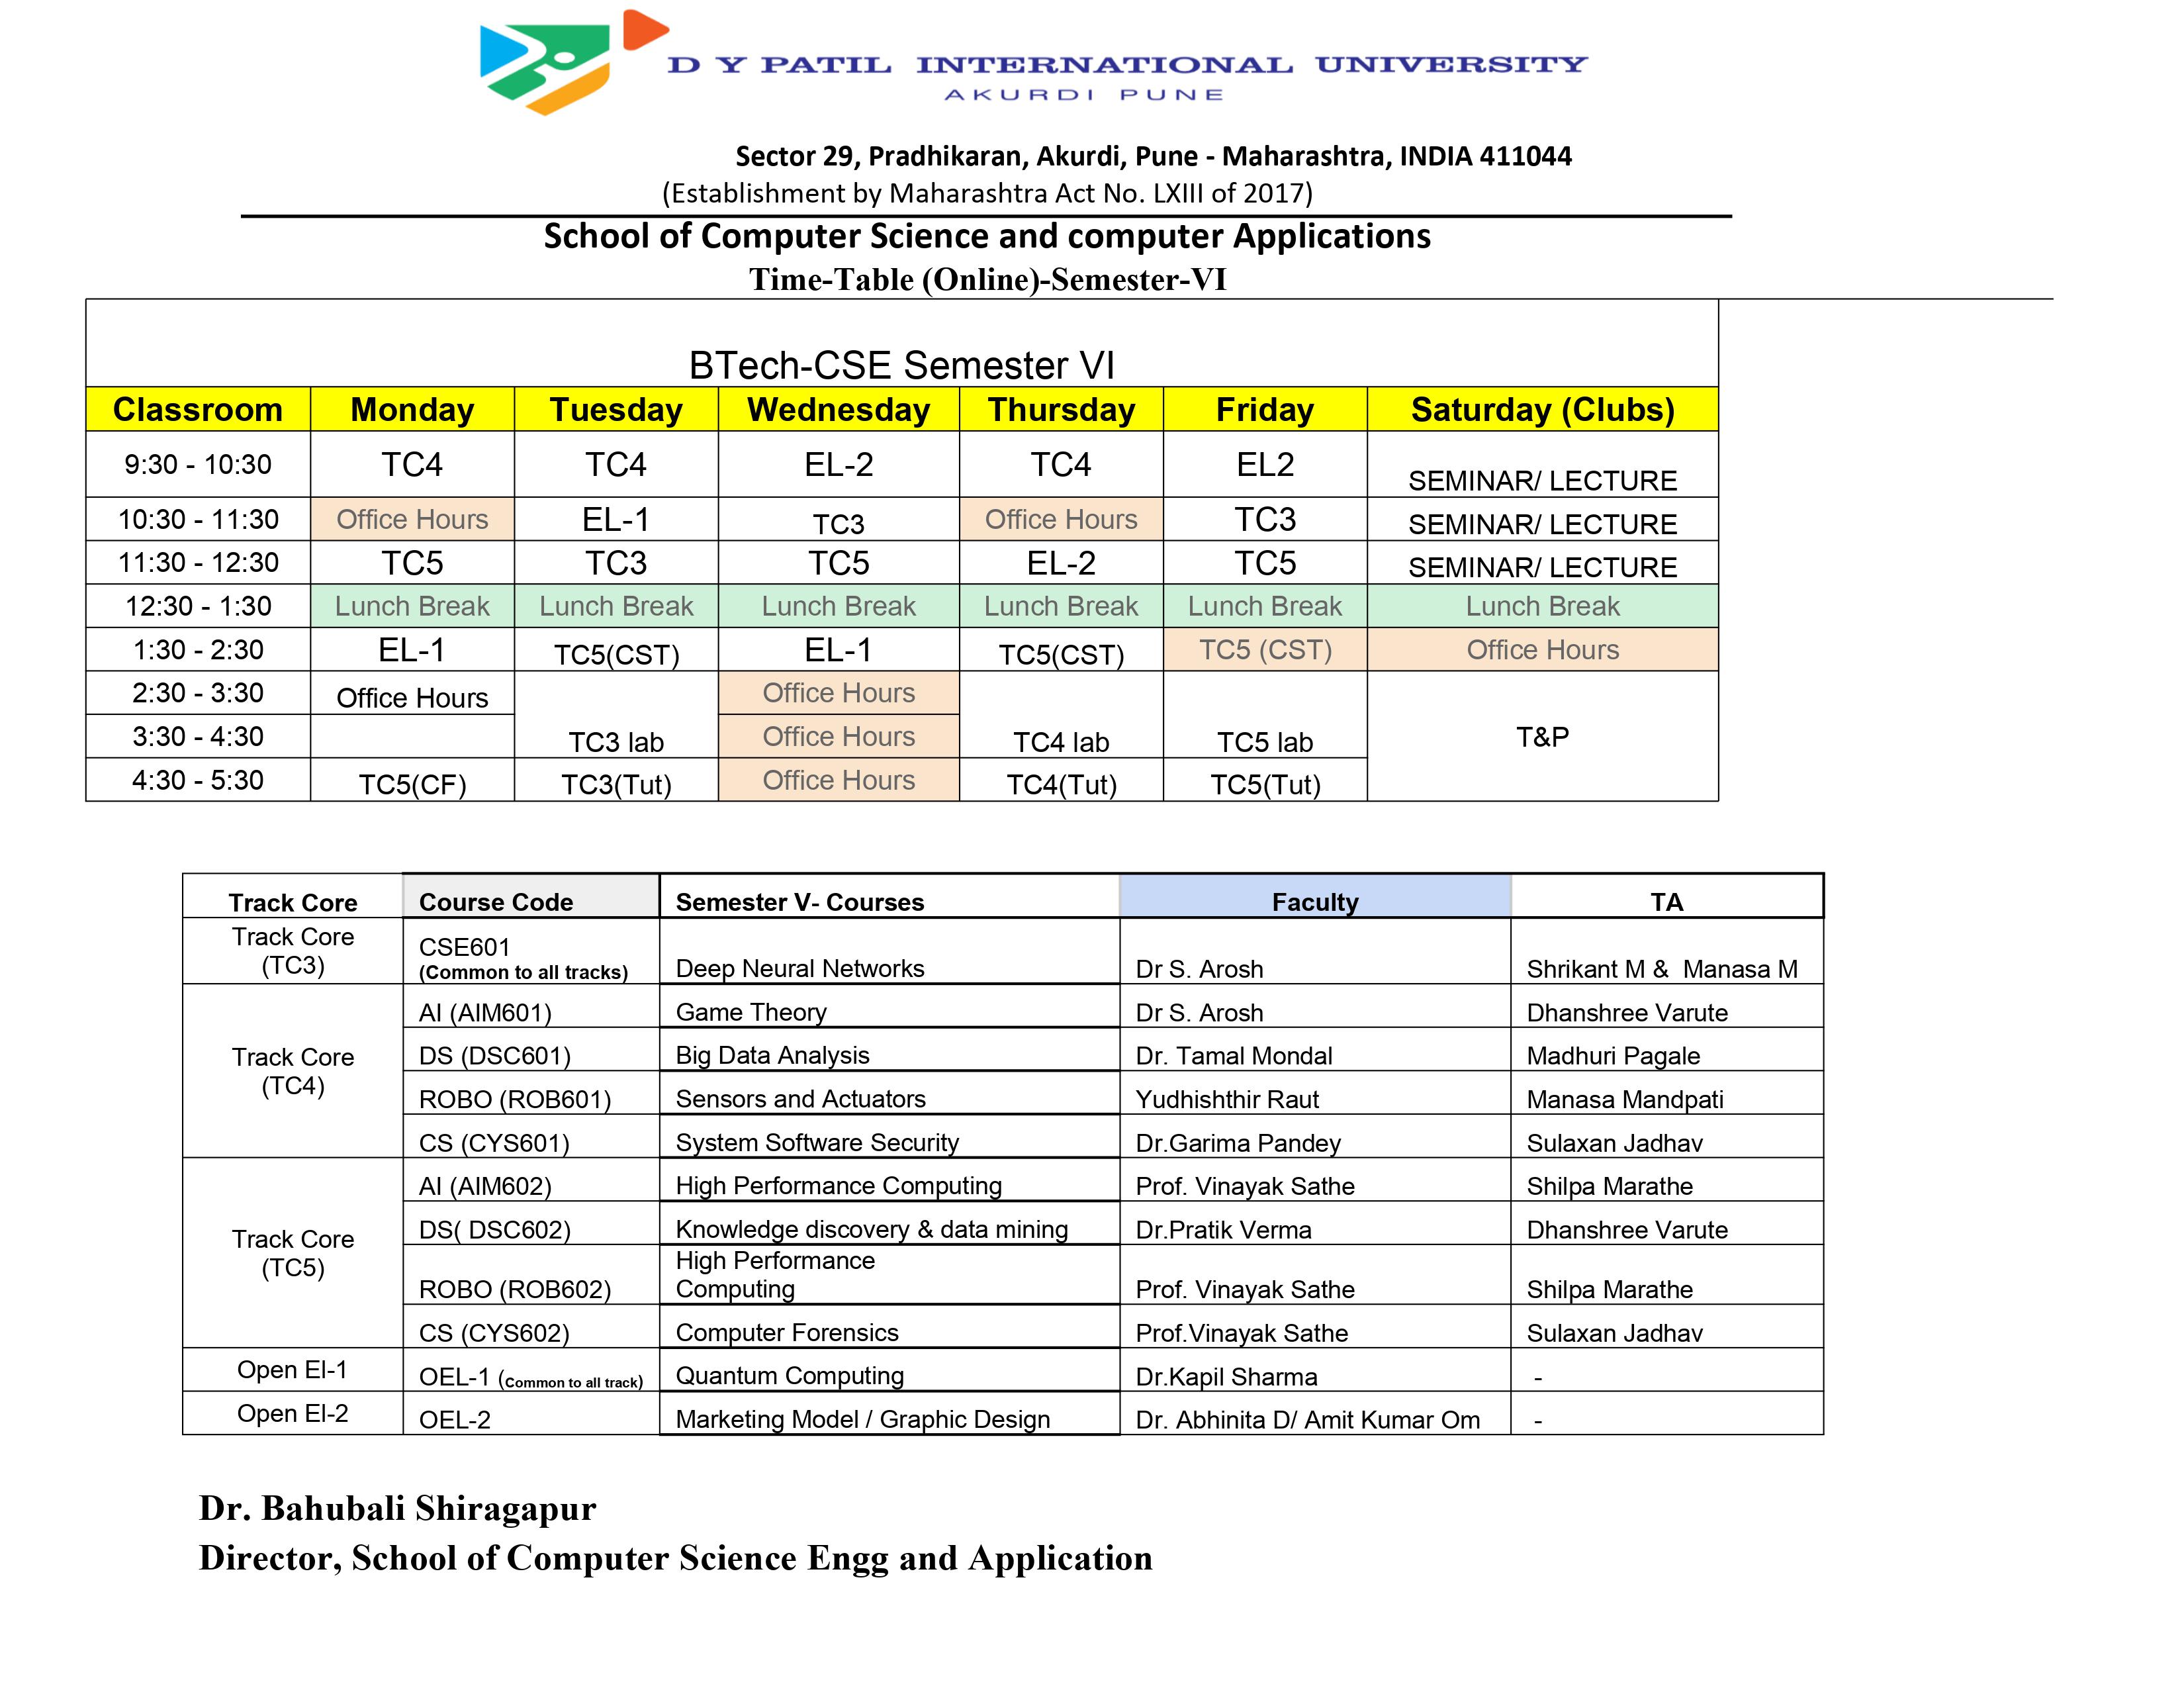 D Y PATIL INTERNATIONAL UNIVERSITY
AKURDI PUNE
Sector 29, Pradhikaran, Akurdi, Pune - Maharashtra, INDIA 411044
(Establishment by Maharashtra Act No. LXIII of 2017)
School of Computer Science and computer Applications
Time-Table (Online)-Semester-VI
BTech-CSE Semester VI
Classroom Monday Tuesday Wednesday Thursday Friday Saturday (Clubs)
9:30 - 10:30 TC4 TC4 EL-2 TC4 EL2 SEMINAR/ LECTURE
10:30 - 11:30 Office Hours EL-1 TC3 Office Hours TC3 SEMINAR/ LECTURE
11:30 - 12:30 TC5 TC3 TC5 EL-2 TC5 SEMINAR/ LECTURE
12:30 - 1:30 Lunch Break Lunch Break Lunch Break Lunch Break Lunch Break Lunch Break
1:30 - 2:30 EL-1 TC5(CST) EL-1 TC5(CST) TC5 (CST) Office Hours
2:30 - 3:30 Office Hours Office Hours
3:30 - 4:30 TC3 lab Office Hours TC4 lab TC5 lab T&P
4:30 - 5:30 TC5(CF) TC3(Tut) Office Hours TC4(Tut) TC5(Tut)
Track Core Course Code Semester V- Courses Faculty TA
Track Core
(TC3)
CSE601
(Common to all tracks) Deep Neural Networks Dr S. Arosh Shrikant M & Manasa M
Track Core
(TC4)
AI (AIM601) Game Theory Dr S. Arosh Dhanshree Varute
DS (DSC601) Big Data Analysis Dr. Tamal Mondal Madhuri Pagale
ROBO (ROB601) Sensors and Actuators Yudhishthir Raut Manasa Mandpati
CS (CYS601) System Software Security Dr.Garima Pandey Sulaxan Jadhav
Track Core
(TC5)
AI (AIM602) High Performance Computing Prof. Vinayak Sathe Shilpa Marathe
DS( DSC602) Knowledge discovery & data mining Dr.Pratik Verma Dhanshree Varute
High Performance
ROBO (ROB602) Computing Prof. Vinayak Sathe Shilpa Marathe
CS (CYS602) Computer Forensics Prof.Vinayak Sathe Sulaxan Jadhav
Open El-1 OEL-1 (Common to all track) Quantum Computing Dr.Kapil Sharma -
Open El-2 OEL-2 Marketing Model / Graphic Design Dr. Abhinita D/ Amit Kumar Om -
Dr. Bahubali Shiragapur
Director, School of Computer Science Engg and Application